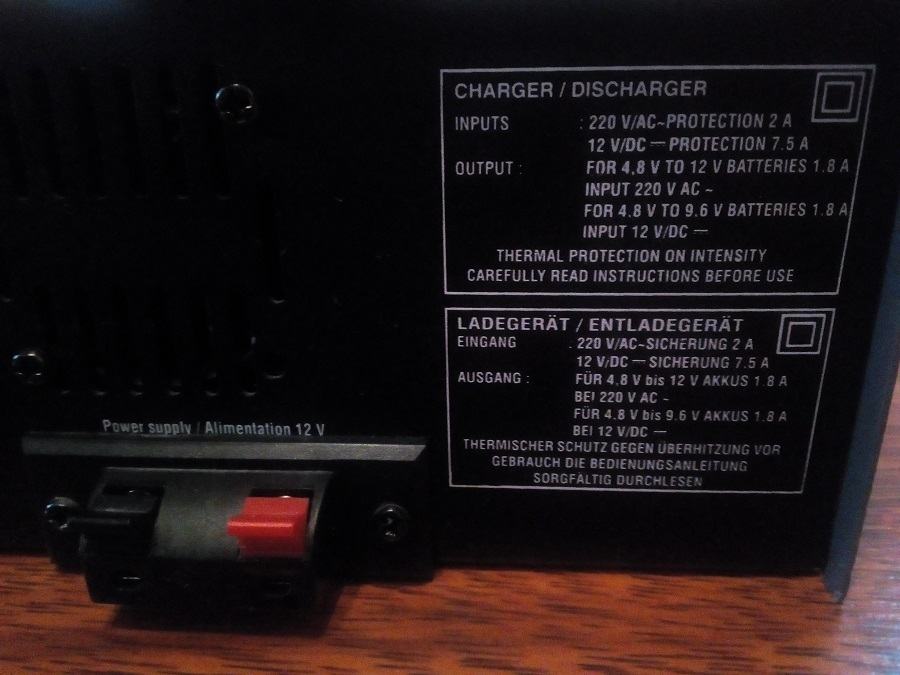 CHARGER / DISCHARGER
INPUTS : 220 V/AC~PROTECTION 2 A
12 V/DC ⎓ PROTECTION 7.5 A
OUTPUT : FOR 4,8 V TO 12 V BATTERIES 1.8 A
INPUT 220 V AC ~
FOR 4.8 V TO 9.6 V BATTERIES 1.8 A
INPUT 12 V/DC ⎓
THERMAL PROTECTION ON INTENSITY
CAREFULLY READ INSTRUCTIONS BEFORE USE
LADEGERÄT / ENTLADEGERÄT
EINGANG : 220 V/AC~SICHERUNG 2 A
12 V/DC ⎓ SICHERUNG 7.5 A
AUSGANG : FÜR 4,8 V bis 12 V AKKUS 1.8 A
BEI 220 V AC ~
FÜR 4.8 V bis 9.6 V AKKUS 1.8 A
BEI 12 V/DC ⎓
THERMISCHER SCHUTZ GEGEN ÜBERHITZUNG VOR
GEBRAUCH DIE BEDIENUNGSANLEITUNG
SORGFÄLTIG DURCHLESEN
Power supply / Alimentation 12 V